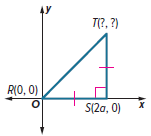 y
T(?, ?)
R(0, 0)
O
S(2a, 0)
x